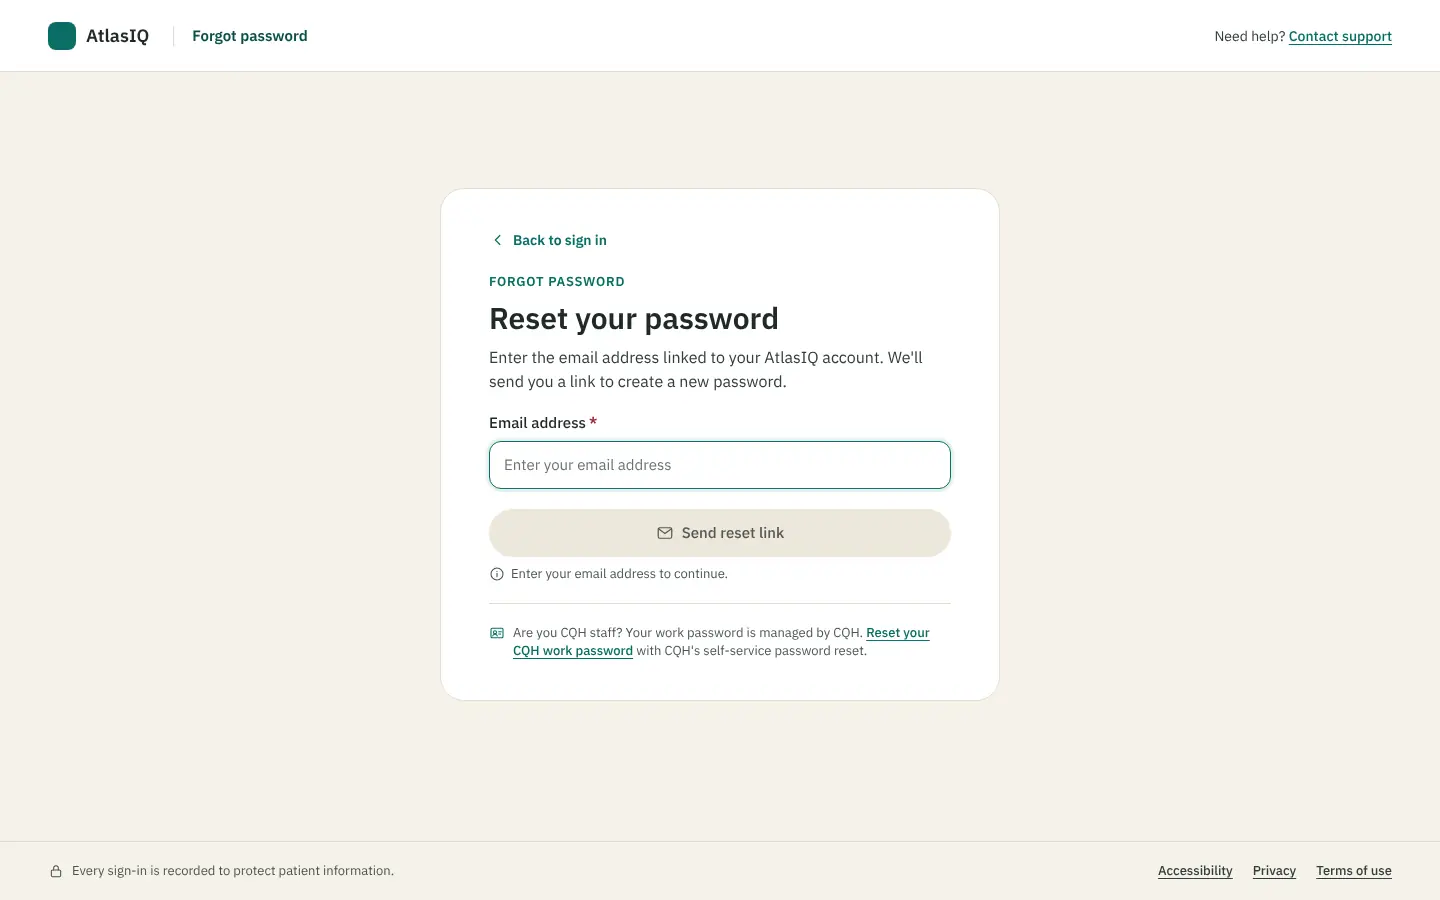 AtlasIQ
Forgot password
Need help? Contact support
Back to sign in
FORGOT PASSWORD
Reset your password
Enter the email address linked to your AtlasIQ account. We'll
send you a link to create a new password.
Email address *
Enter your email address
Send reset link
Enter your email address to continue.
Are you CQH staff? Your work password is managed by CQH. Reset your
CQH work password with CQH's self-service password reset.
Every sign-in is recorded to protect patient information.
Accessibility
Privacy
Terms of use